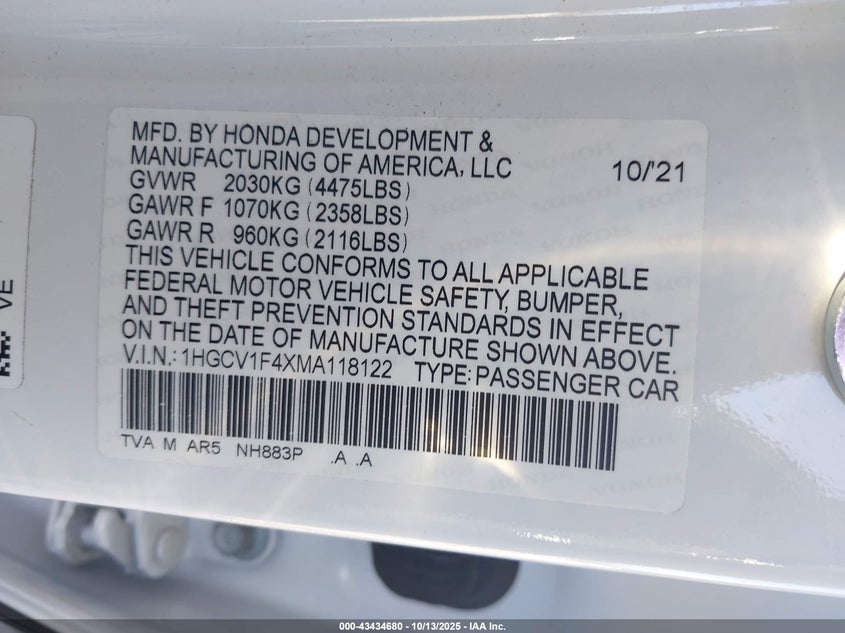 MFD. BY HONDA DEVELOPMENT &
MANUFACTURING OF AMERICA, LLC 10/'21
GVWR 2030KG (4475LBS)
GAWR F 1070KG (2358LBS)
GAWR R 960KG (2116LBS)
THIS VEHICLE CONFORMS TO ALL APPLICABLE
FEDERAL MOTOR VEHICLE SAFETY, BUMPER,
AND THEFT PREVENTION STANDARDS IN EFFECT
ON THE DATE OF MANUFACTURE SHOWN ABOVE.
V.I.N.: 1HGCV1F4XMA118122 TYPE: PASSENGER CAR
TVA M AR5 NH883P .A .A
VE
000-43434680 | 10/13/2025 | IAA Inc.